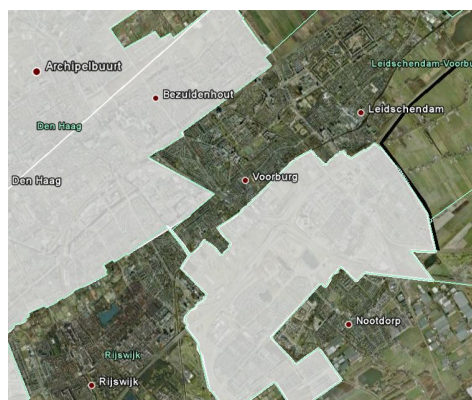 Archipelbuurt
Leidschendam-Voorbu
Bezuidenhout
Leidschendam
Den Haag
Den Haag
Voorburg
Nootdorp
Rijswijk
Rijswijk